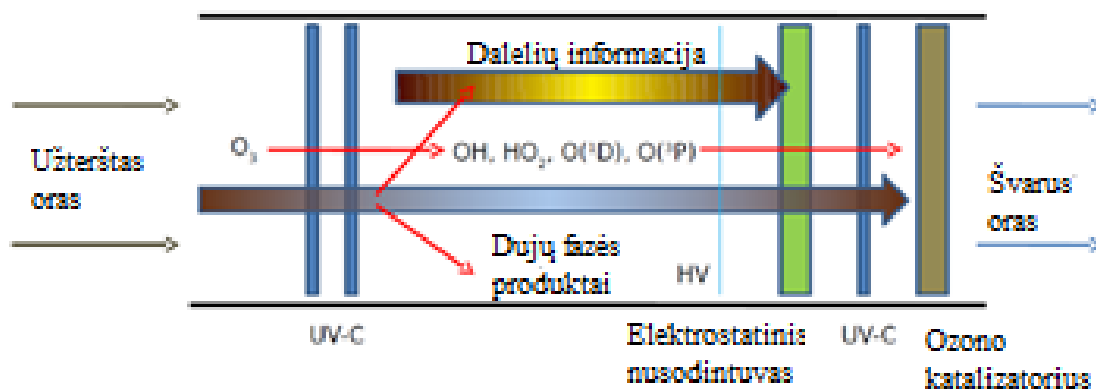 Dalelių informacija
Užterštas
oras
O₃
OH, HO₂, O(¹D), O(³P)
Švarus
oras
Dujų fazės
produktai
HV
UV-C
Elektrostatinis
nusodintuvas
UV-C
Ozono
katalizatorius